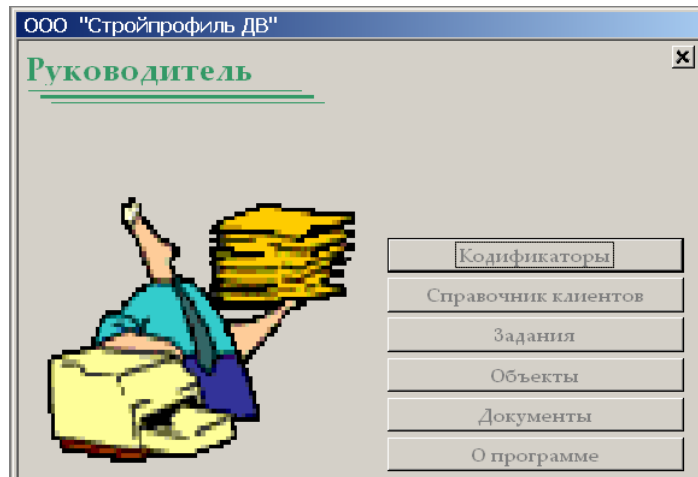 ООО "Стройпрофиль ДВ"
Руководитель
Кодификаторы
Справочник клиентов
Задания
Объекты
Документы
О программе